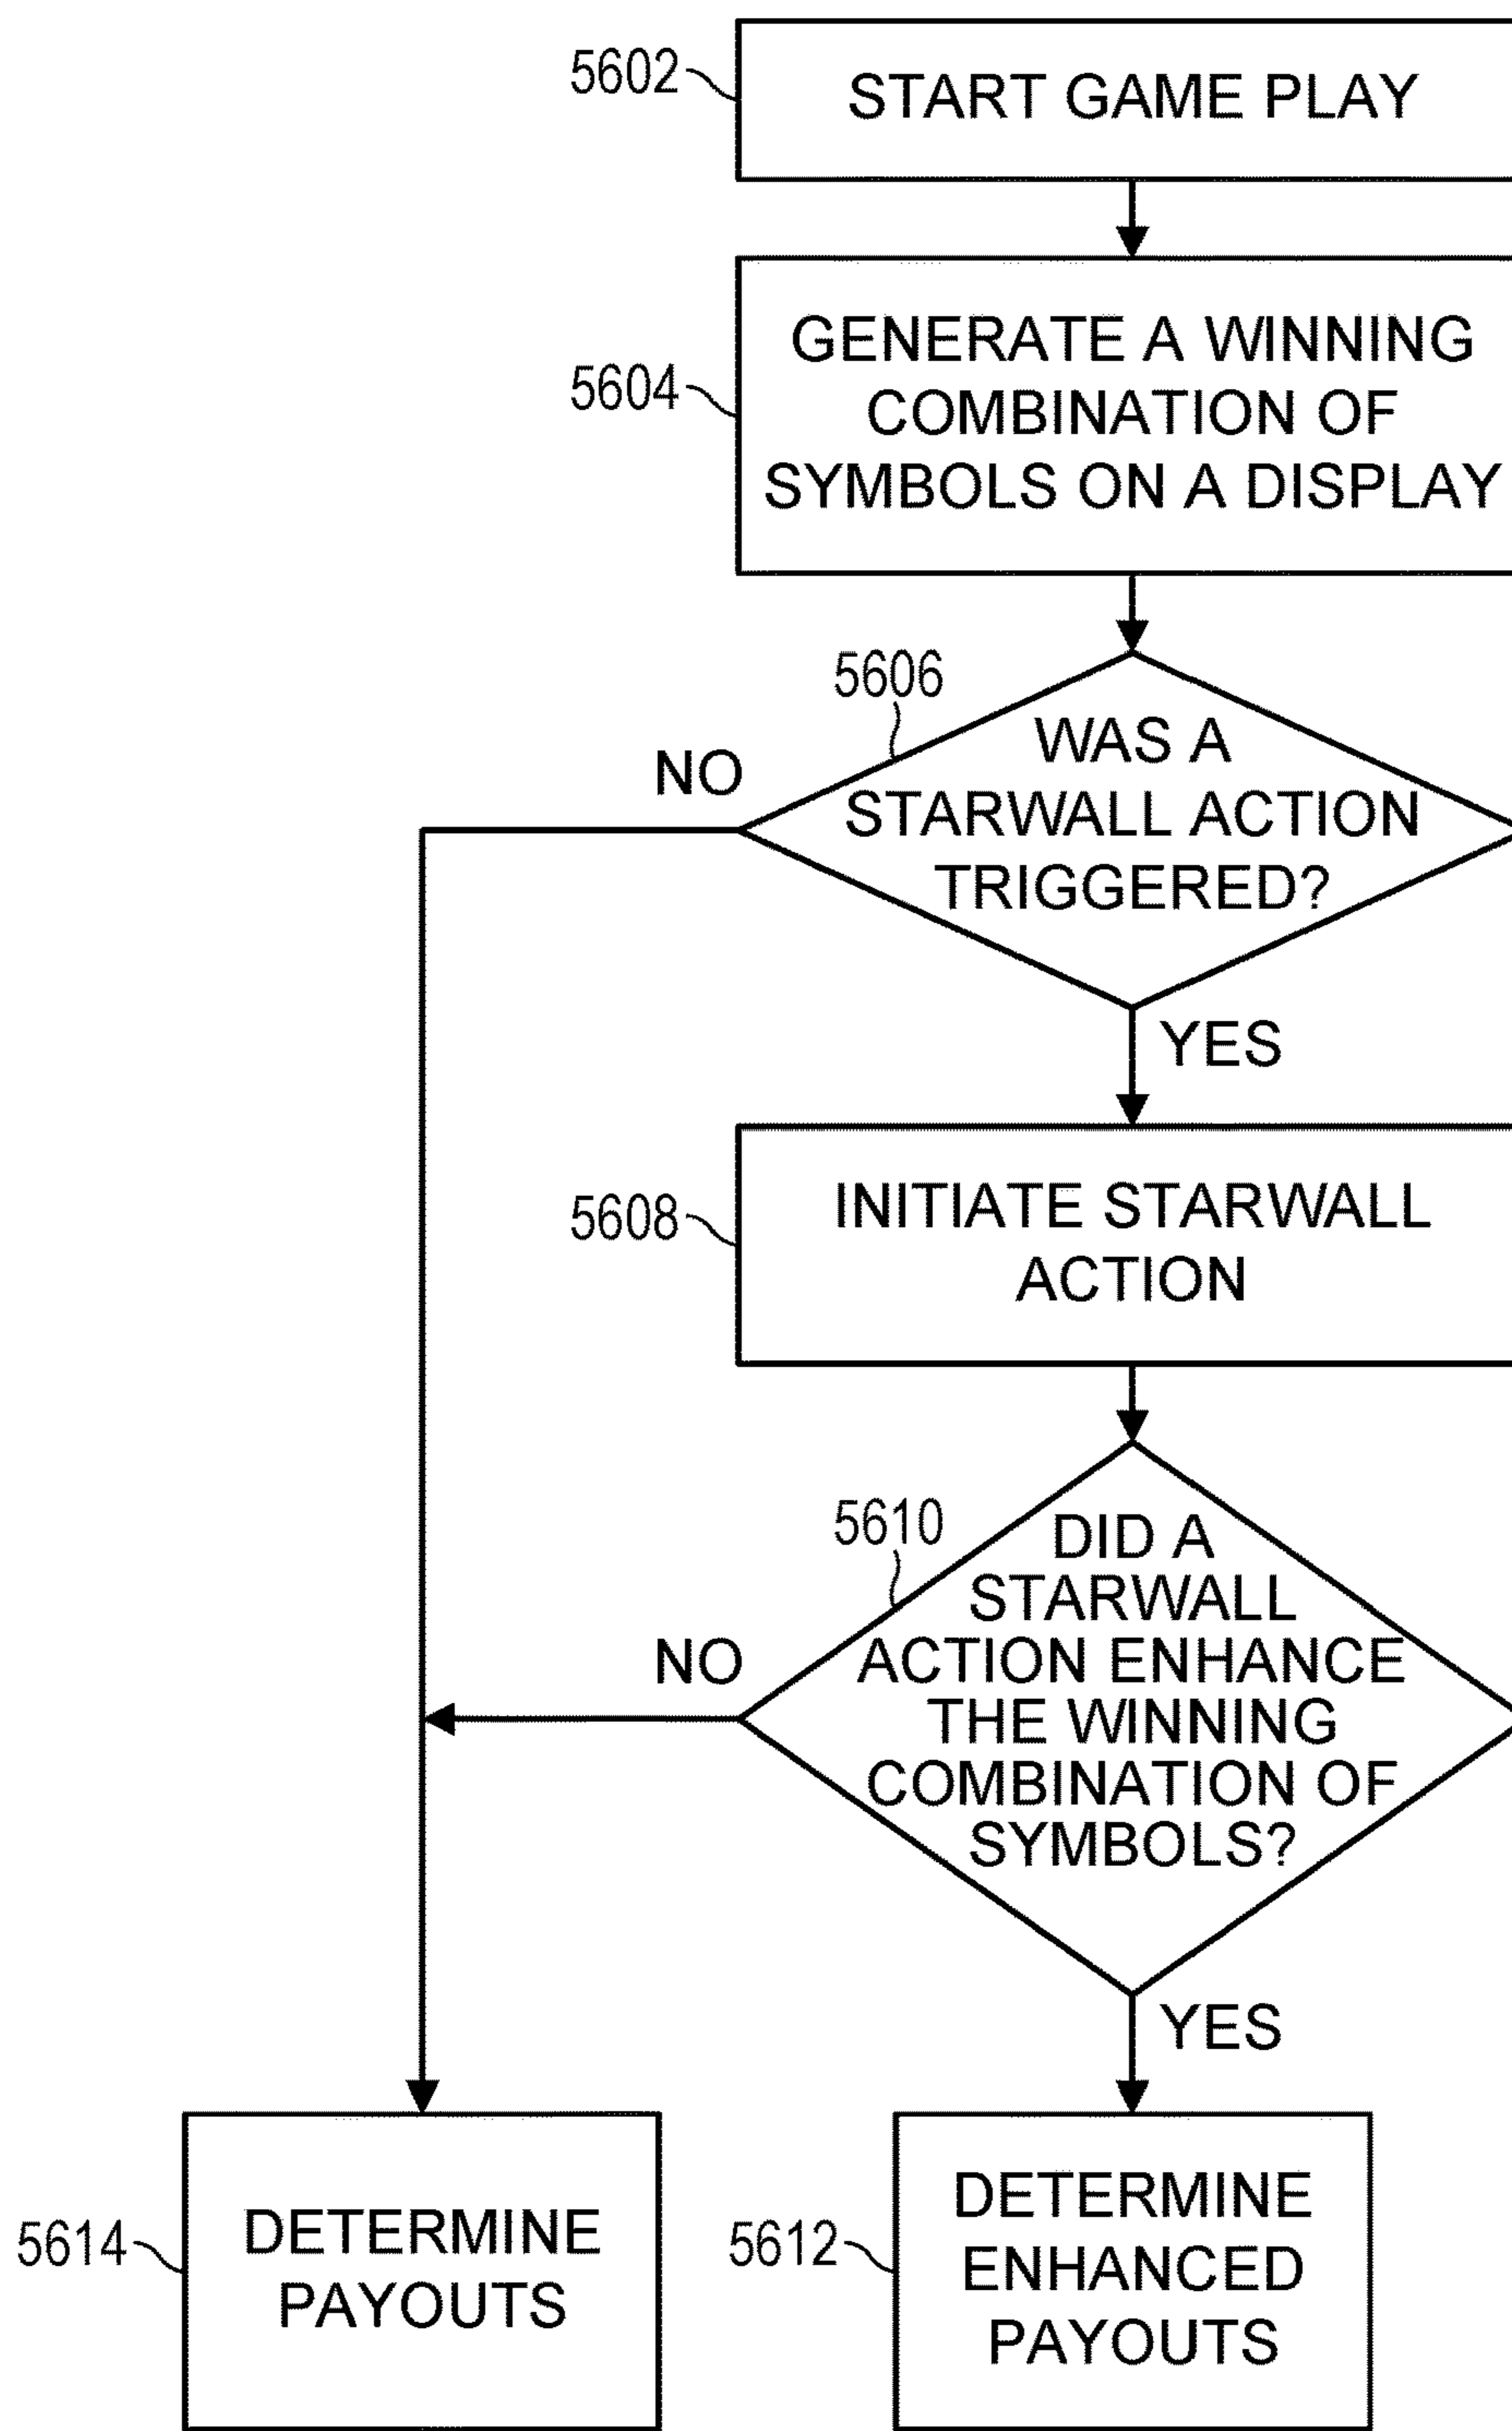 5602
START GAME PLAY
5604
GENERATE A WINNING
COMBINATION OF
SYMBOLS ON A DISPLAY
5606
NO
WAS A
STARWALL ACTION
TRIGGERED?
YES
5608
INITIATE STARWALL
ACTION
5610
NO
DID A
STARWALL
ACTION ENHANCE
THE WINNING
COMBINATION OF
SYMBOLS?
YES
5614
DETERMINE
PAYOUTS
5612
DETERMINE
ENHANCED
PAYOUTS